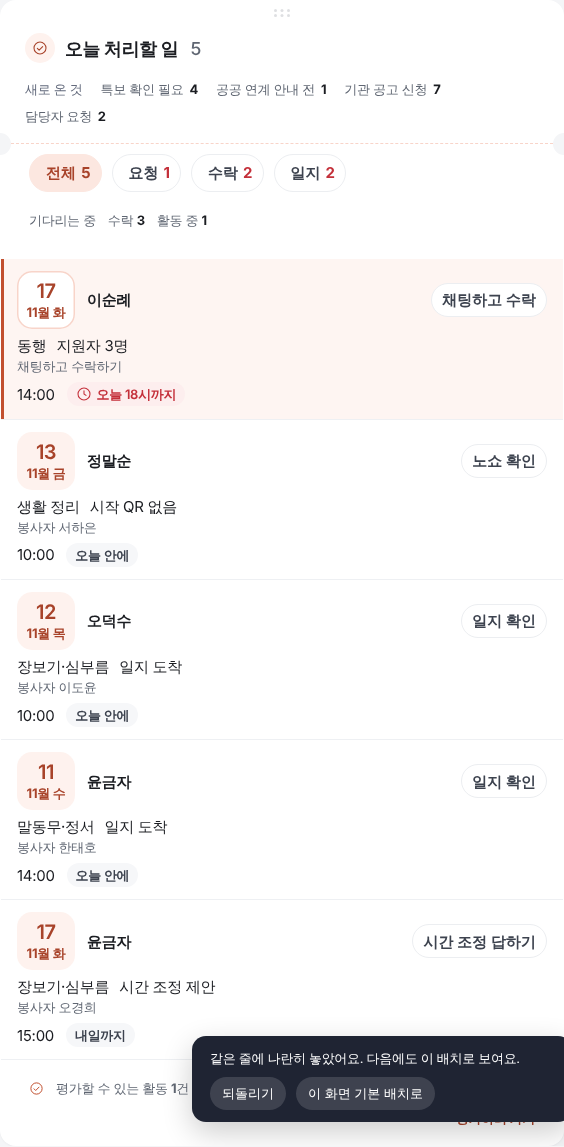 오늘 처리할 일 5
새로 온 것 특보 확인 필요 4 공공 연계 안내 전 1 기관 공고 신청 7
담당자 요청 2
전체 5 요청 1 수락 2 일지 2
기다리는 중 수락 3 활동 중 1
17
11월 화
이순례
채팅하고 수락
동행 지원자 3명
채팅하고 수락하기
14:00 오늘 18시까지
13
11월 금
정말순
노쇼 확인
생활 정리 시작 QR 없음
봉사자 서하은
10:00 오늘 안에
12
11월 목
오덕수
일지 확인
장보기·심부름 일지 도착
봉사자 이도윤
10:00 오늘 안에
11
11월 수
윤금자
일지 확인
말동무·정서 일지 도착
봉사자 한태호
14:00 오늘 안에
17
11월 화
윤금자
시간 조정 답하기
장보기·심부름 시간 조정 제안
봉사자 오경희
15:00 내일까지
평가할 수 있는 활동 1건
같은 줄에 나란히 놓았어요. 다음에도 이 배치로 보여요.
되돌리기 이 화면 기본 배치로